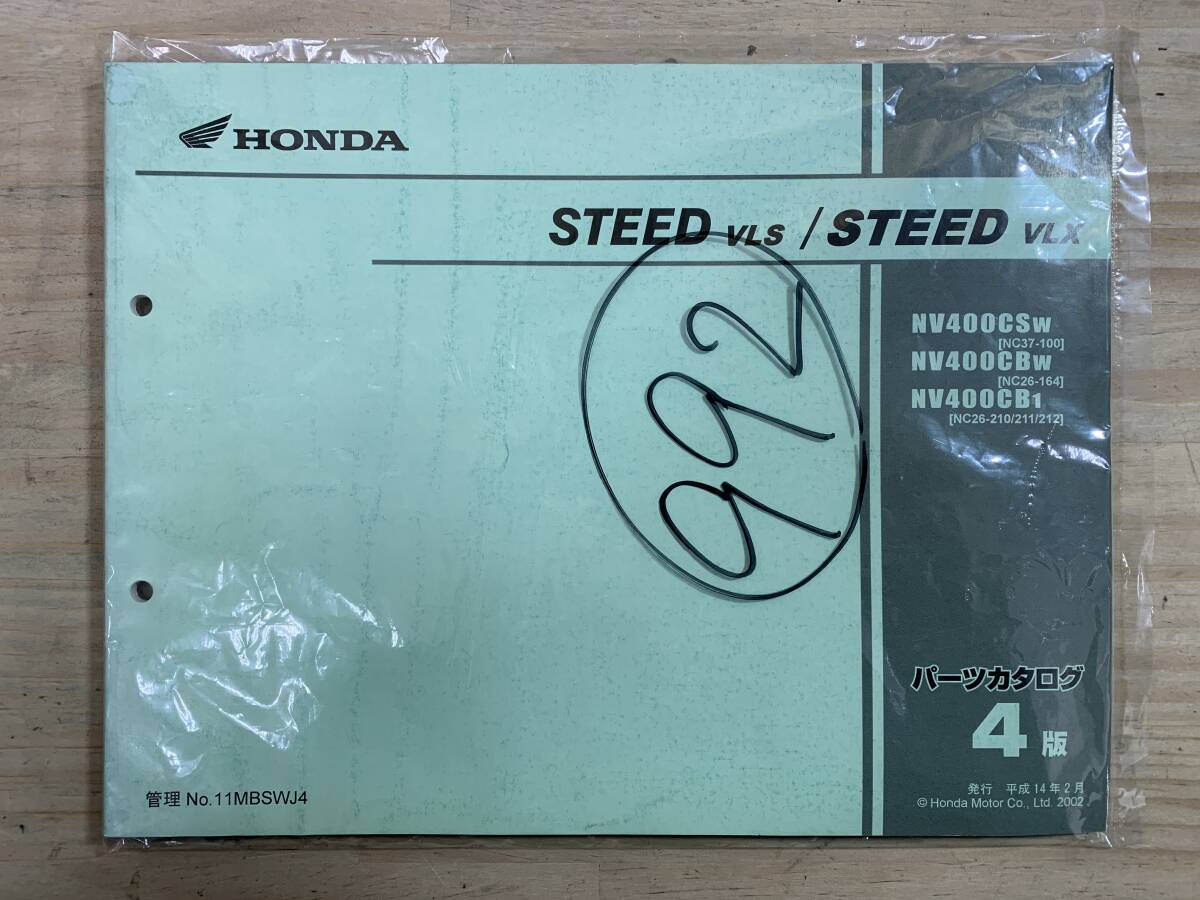 HONDA
STEED VLS / STEED VLX
NV400CSW
[NC37-100]
NV400CBW
[NC26-164]
NV400CB1
[NC26-210/211/212]
992
パーツカタログ
4版
管理 No.11MBSWJ4
発行 平成14年2月
© Honda Motor Co., Ltd. 2002